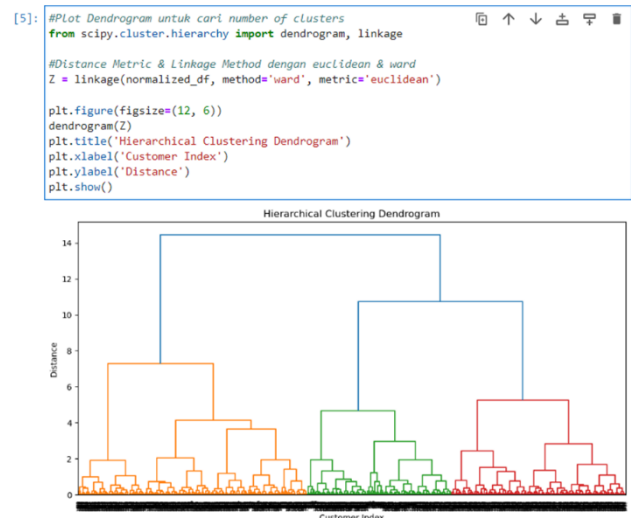 [5]:
#Plot Dendrogram untuk cari number of clusters
from scipy.cluster.hierarchy import dendrogram, linkage
#Distance Metric & Linkage Method dengan euclidean & ward
Z = linkage(normalized_df, method='ward', metric='euclidean')
plt.figure(figsize=(12, 6))
dendrogram(Z)
plt.title('Hierarchical Clustering Dendrogram')
plt.xlabel('Customer Index')
plt.ylabel('Distance')
plt.show()
Hierarchical Clustering Dendrogram
14
12
10
8
Distance
6
4
2
0
Customer Index